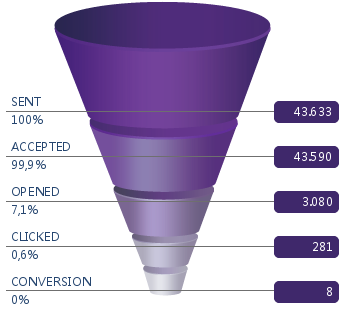 SENT
43.633
100%
ACCEPTED
43.590
99,9%
OPENED
3.080
7,1%
CLICKED
281
0,6%
CONVERSION
8
0%